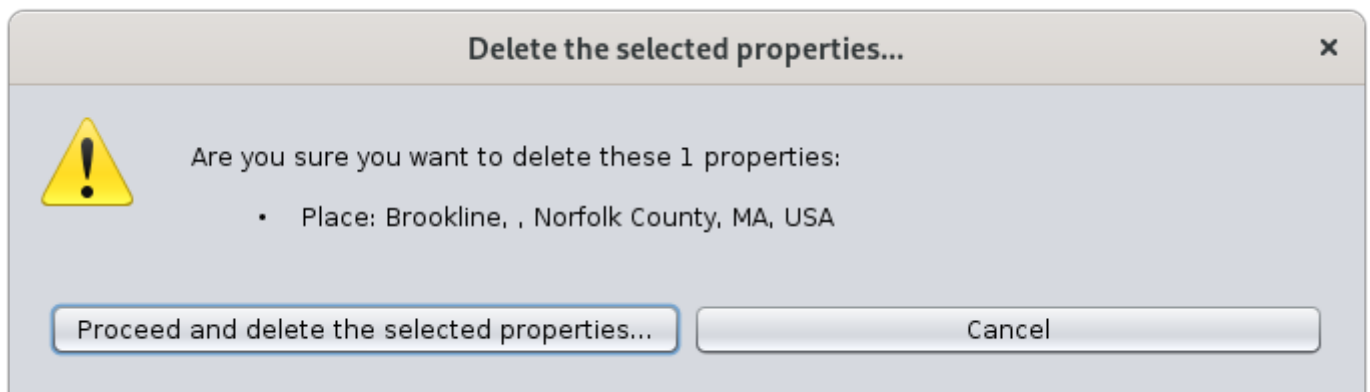 Delete the selected properties...
×
Are you sure you want to delete these 1 properties:
• Place: Brookline, , Norfolk County, MA, USA
Proceed and delete the selected properties...
Cancel